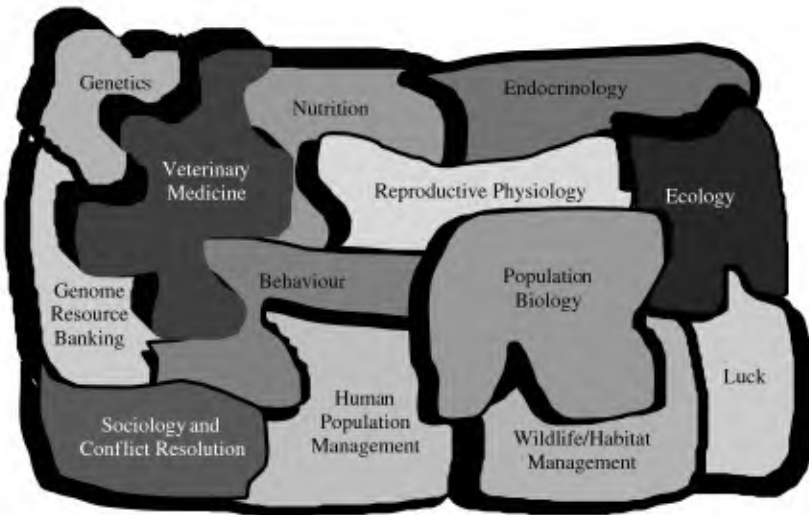 Genetics
Nutrition
Endocrinology
Veterinary
Medicine
Reproductive Physiology
Ecology
Genome
Resource
Banking
Behaviour
Population
Biology
Luck
Sociology and
Conflict Resolution
Human
Population
Management
Wildlife/Habitat
Management